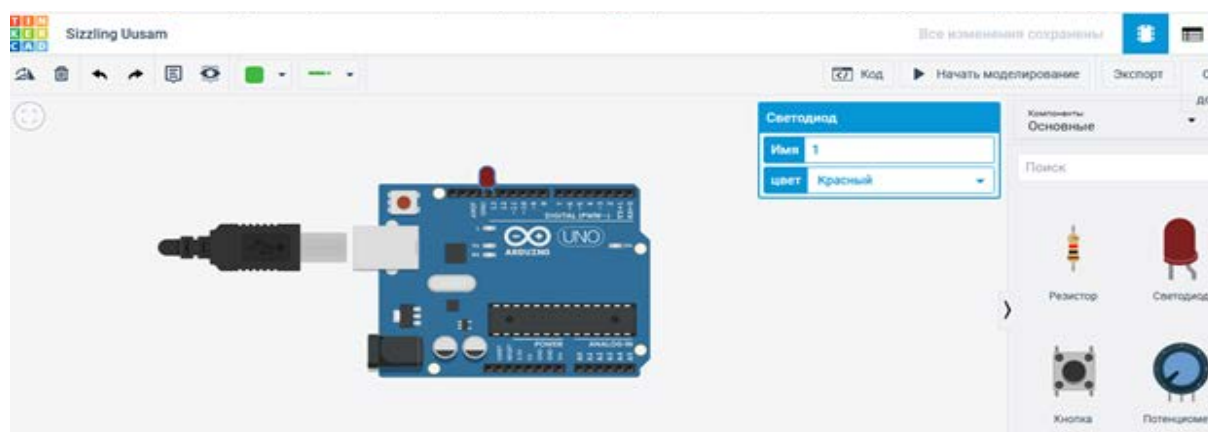 TIN
KER
CAD
Sizzling Uusam
Все изменения сохранены
Код
Начать моделирование
Экспорт
Светодиод
Имя 1
цвет Красный
Компоненты
Основные
Поиск
Резистор
Светодиод
Кнопка
Потенциоме
DIGITAL (PWM~)
UNO
ARDUINO
POWER
ANALOG IN